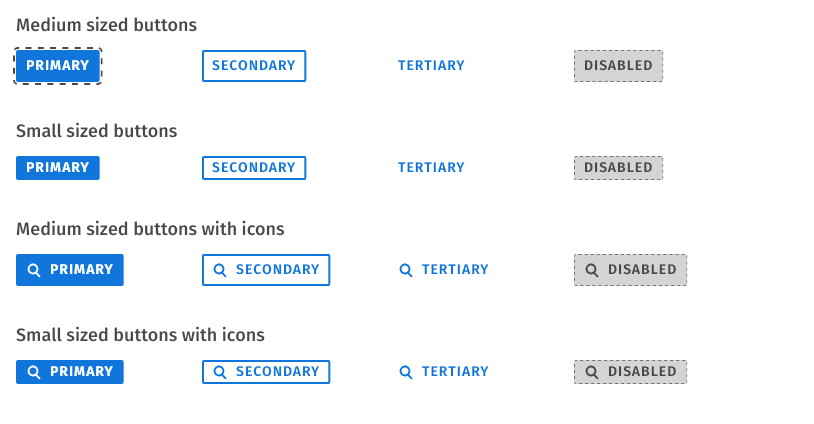 Medium sized buttons
PRIMARY SECONDARY TERTIARY DISABLED
Small sized buttons
PRIMARY SECONDARY TERTIARY DISABLED
Medium sized buttons with icons
PRIMARY SECONDARY TERTIARY DISABLED
Small sized buttons with icons
PRIMARY SECONDARY TERTIARY DISABLED